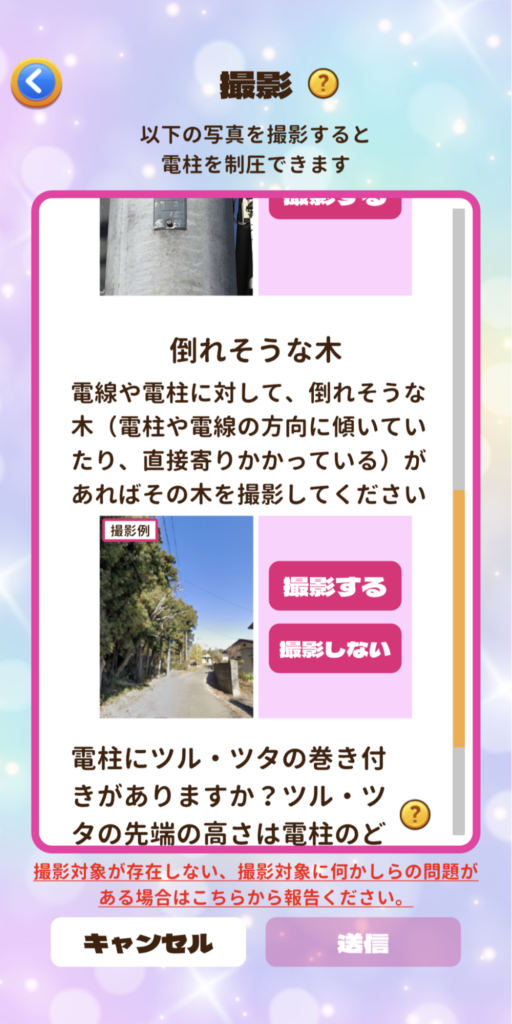 撮影
?
以下の写真を撮影すると
電柱を制圧できます
撮影する
倒れそうな木
電線や電柱に対して、倒れそうな
木（電柱や電線の方向に傾いてい
たり、直接寄りかかっている）が
あればその木を撮影してください
撮影例
撮影する
撮影しない
電柱にツル・ツタの巻き付
きがありますか？ツル・ツ
タの先端の高さは電柱のど
?
撮影対象が存在しない、撮影対象に何かしらの問題が
ある場合はこちらから報告ください。
キャンセル
送信